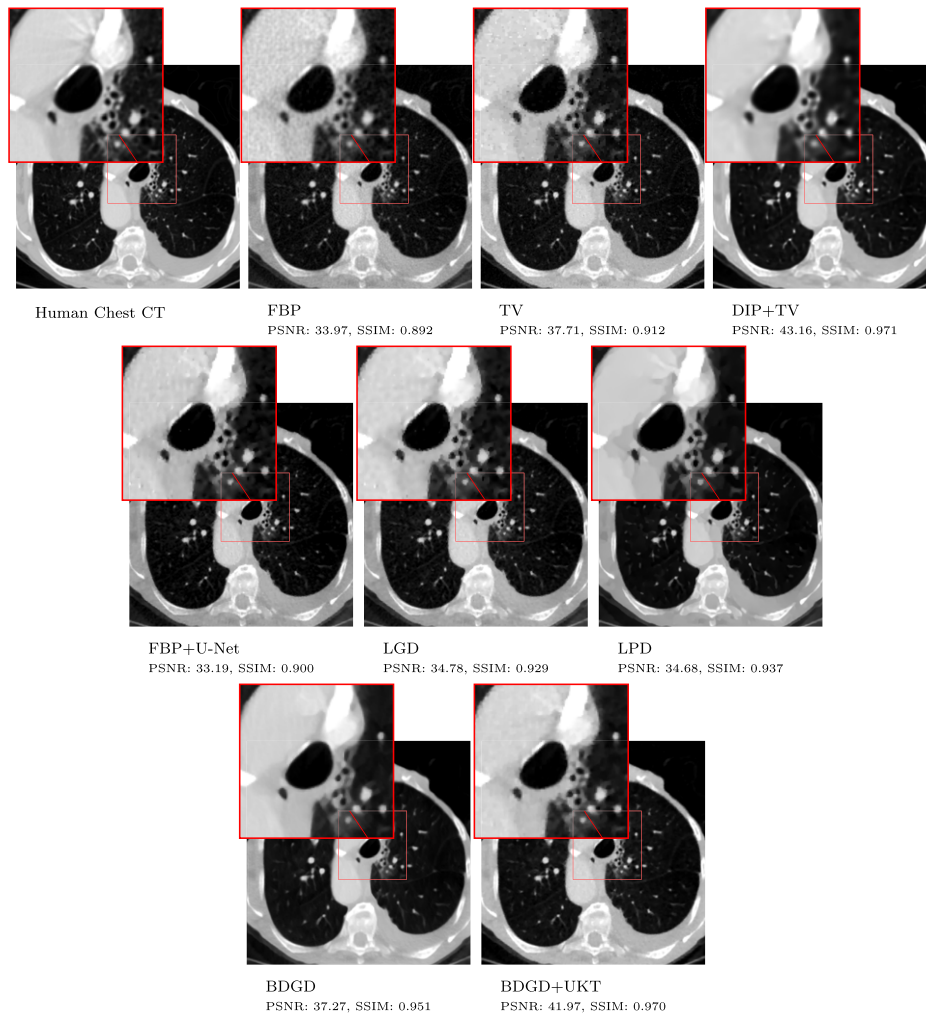 Human Chest CT
FBP
PSNR: 33.97, SSIM: 0.892
TV
PSNR: 37.71, SSIM: 0.912
DIP+TV
PSNR: 43.16, SSIM: 0.971
FBP+U-Net
PSNR: 33.19, SSIM: 0.900
LGD
PSNR: 34.78, SSIM: 0.929
LPD
PSNR: 34.68, SSIM: 0.937
BDGD
PSNR: 37.27, SSIM: 0.951
BDGD+UKT
PSNR: 41.97, SSIM: 0.970